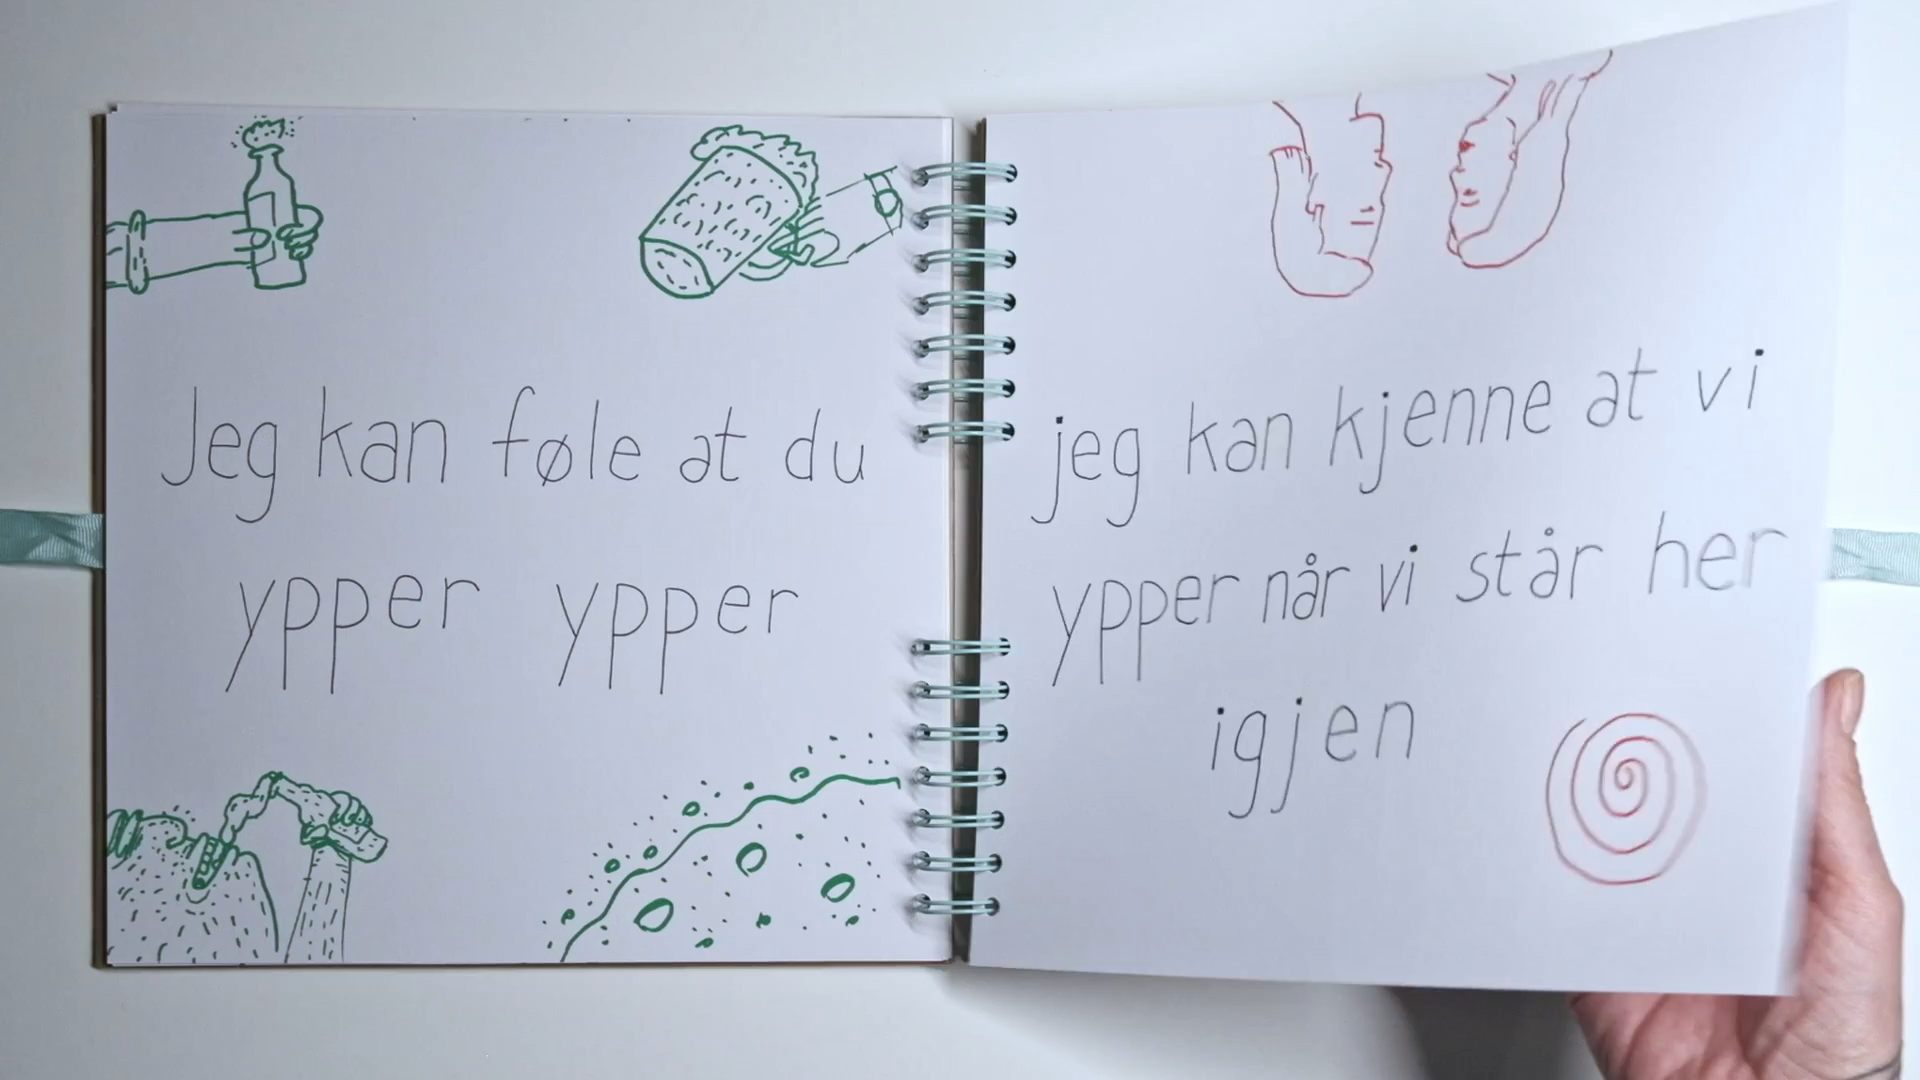 Jeg kan føle at du
ypper ypper
jeg kan kjenne at vi
ypper når vi står her
igjen